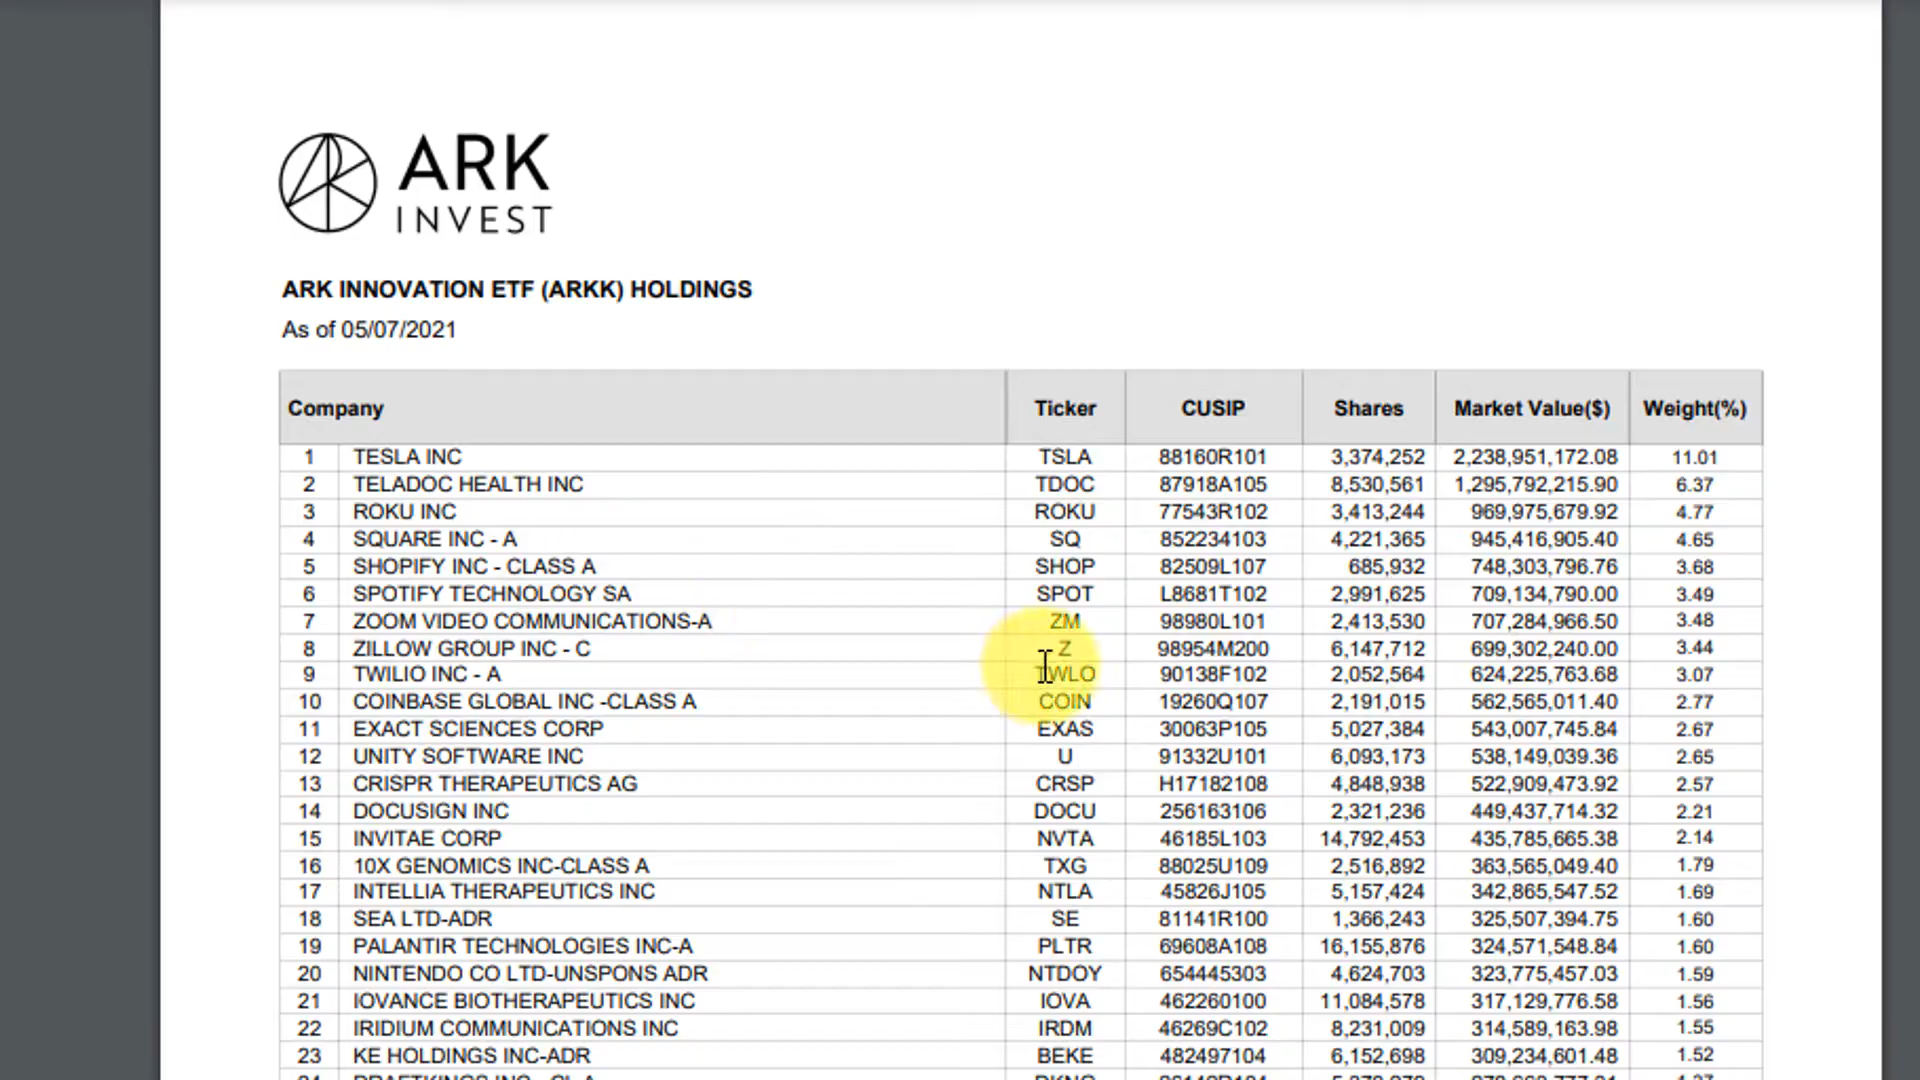 ARK
INVEST
ARK INNOVATION ETF (ARKK) HOLDINGS
As of 05/07/2021
Company Ticker CUSIP Shares Market Value($) Weight(%)
1 TESLA INC TSLA 88160R101 3,374,252 2,238,951,172.08 11.01
2 TELADOC HEALTH INC TDOC 87918A105 8,530,561 1,295,792,215.90 6.37
3 ROKU INC ROKU 77543R102 3,413,244 969,975,679.92 4.77
4 SQUARE INC - A SQ 852234103 4,221,365 945,416,905.40 4.65
5 SHOPIFY INC - CLASS A SHOP 82509L107 685,932 748,303,796.76 3.68
6 SPOTIFY TECHNOLOGY SA SPOT L8681T102 2,991,625 709,134,790.00 3.49
7 ZOOM VIDEO COMMUNICATIONS-A ZM 98980L101 2,413,530 707,284,966.50 3.48
8 ZILLOW GROUP INC - C Z 98954M200 6,147,712 699,302,240.00 3.44
9 TWILIO INC - A TWLO 90138F102 2,052,564 624,225,763.68 3.07
10 COINBASE GLOBAL INC -CLASS A COIN 19260Q107 2,191,015 562,565,011.40 2.77
11 EXACT SCIENCES CORP EXAS 30063P105 5,027,384 543,007,745.84 2.67
12 UNITY SOFTWARE INC U 91332U101 6,093,173 538,149,039.36 2.65
13 CRISPR THERAPEUTICS AG CRSP H17182108 4,848,938 522,909,473.92 2.57
14 DOCUSIGN INC DOCU 256163106 2,321,236 449,437,714.32 2.21
15 INVITAE CORP NVTA 46185L103 14,792,453 435,785,665.38 2.14
16 10X GENOMICS INC-CLASS A TXG 88025U109 2,516,892 363,565,049.40 1.79
17 INTELLIA THERAPEUTICS INC NTLA 45826J105 5,157,424 342,865,547.52 1.69
18 SEA LTD-ADR SE 81141R100 1,366,243 325,507,394.75 1.60
19 PALANTIR TECHNOLOGIES INC-A PLTR 69608A108 16,155,876 324,571,548.84 1.60
20 NINTENDO CO LTD-UNSPONS ADR NTDOY 654445303 4,624,703 323,775,457.03 1.59
21 IOVANCE BIOTHERAPEUTICS INC IOVA 462260100 11,084,578 317,129,776.58 1.56
22 IRIDIUM COMMUNICATIONS INC IRDM 46269C102 8,231,009 314,589,163.98 1.55
23 KE HOLDINGS INC-ADR BEKE 482497104 6,152,698 309,234,601.48 1.52